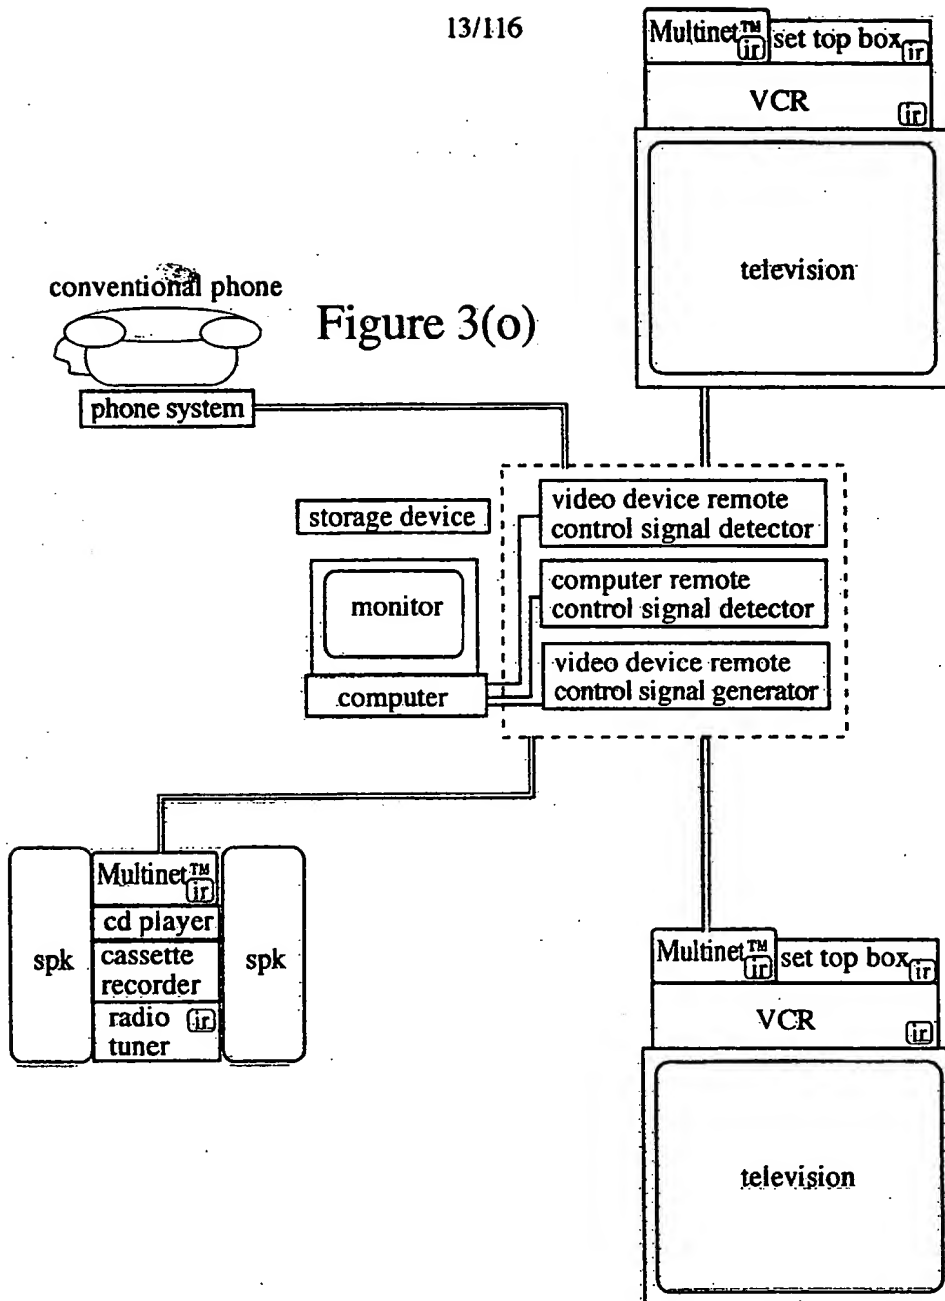 13/116
Multinet™
ir
set top box
ir
VCR
ir
television
conventional phone
Figure 3(o)
phone system
storage device
video device remote
control signal detector
monitor
computer remote
control signal detector
computer
video device remote
control signal generator
spk
Multinet™
ir
cd player
cassette
recorder
radio
ir
tuner
spk
Multinet™
ir
set top box
ir
VCR
ir
television